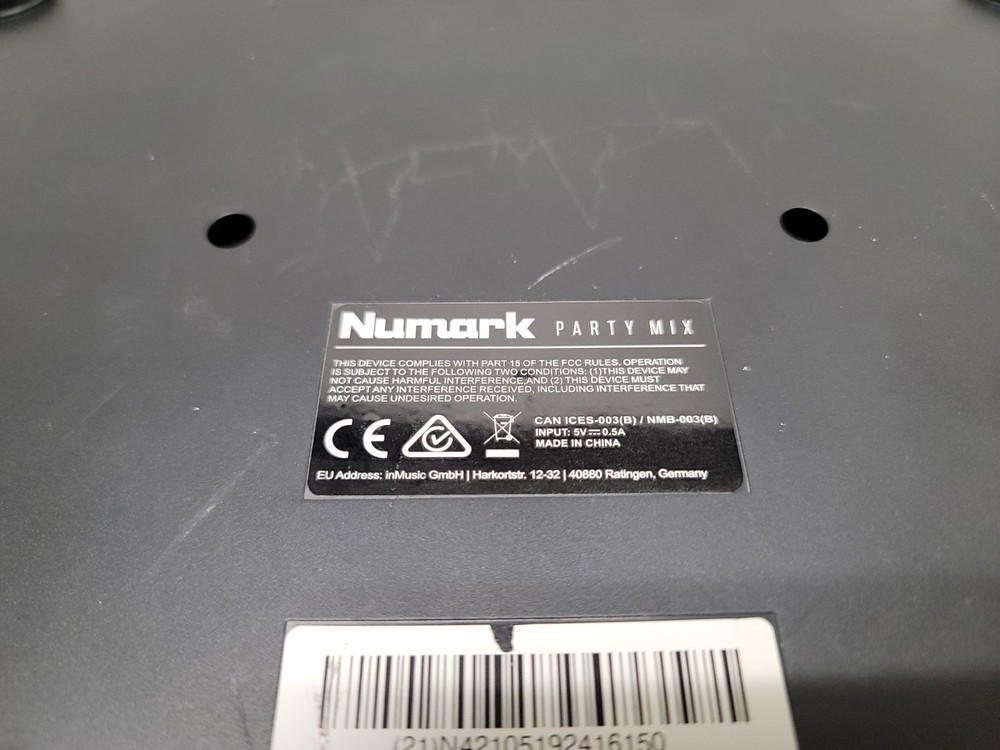 Numark PARTY MIX
THIS DEVICE COMPLIES WITH PART 15 OF THE FCC RULES. OPERATION
IS SUBJECT TO THE FOLLOWING TWO CONDITIONS: (1)THIS DEVICE MAY
NOT CAUSE HARMFUL INTERFERENCE,AND (2) THIS DEVICE MUST
ACCEPT ANY INTERFERENCE RECEIVED, INCLUDING INTERFERENCE THAT
MAY CAUSE UNDESIRED OPERATION.
CE
CAN ICES-003(B) / NMB-003(B)
INPUT: 5V⎓0.5A
MADE IN CHINA
EU Address: inMusic GmbH | Harkortstr. 12-32 | 40880 Ratingen, Germany
(21)N42105192416150